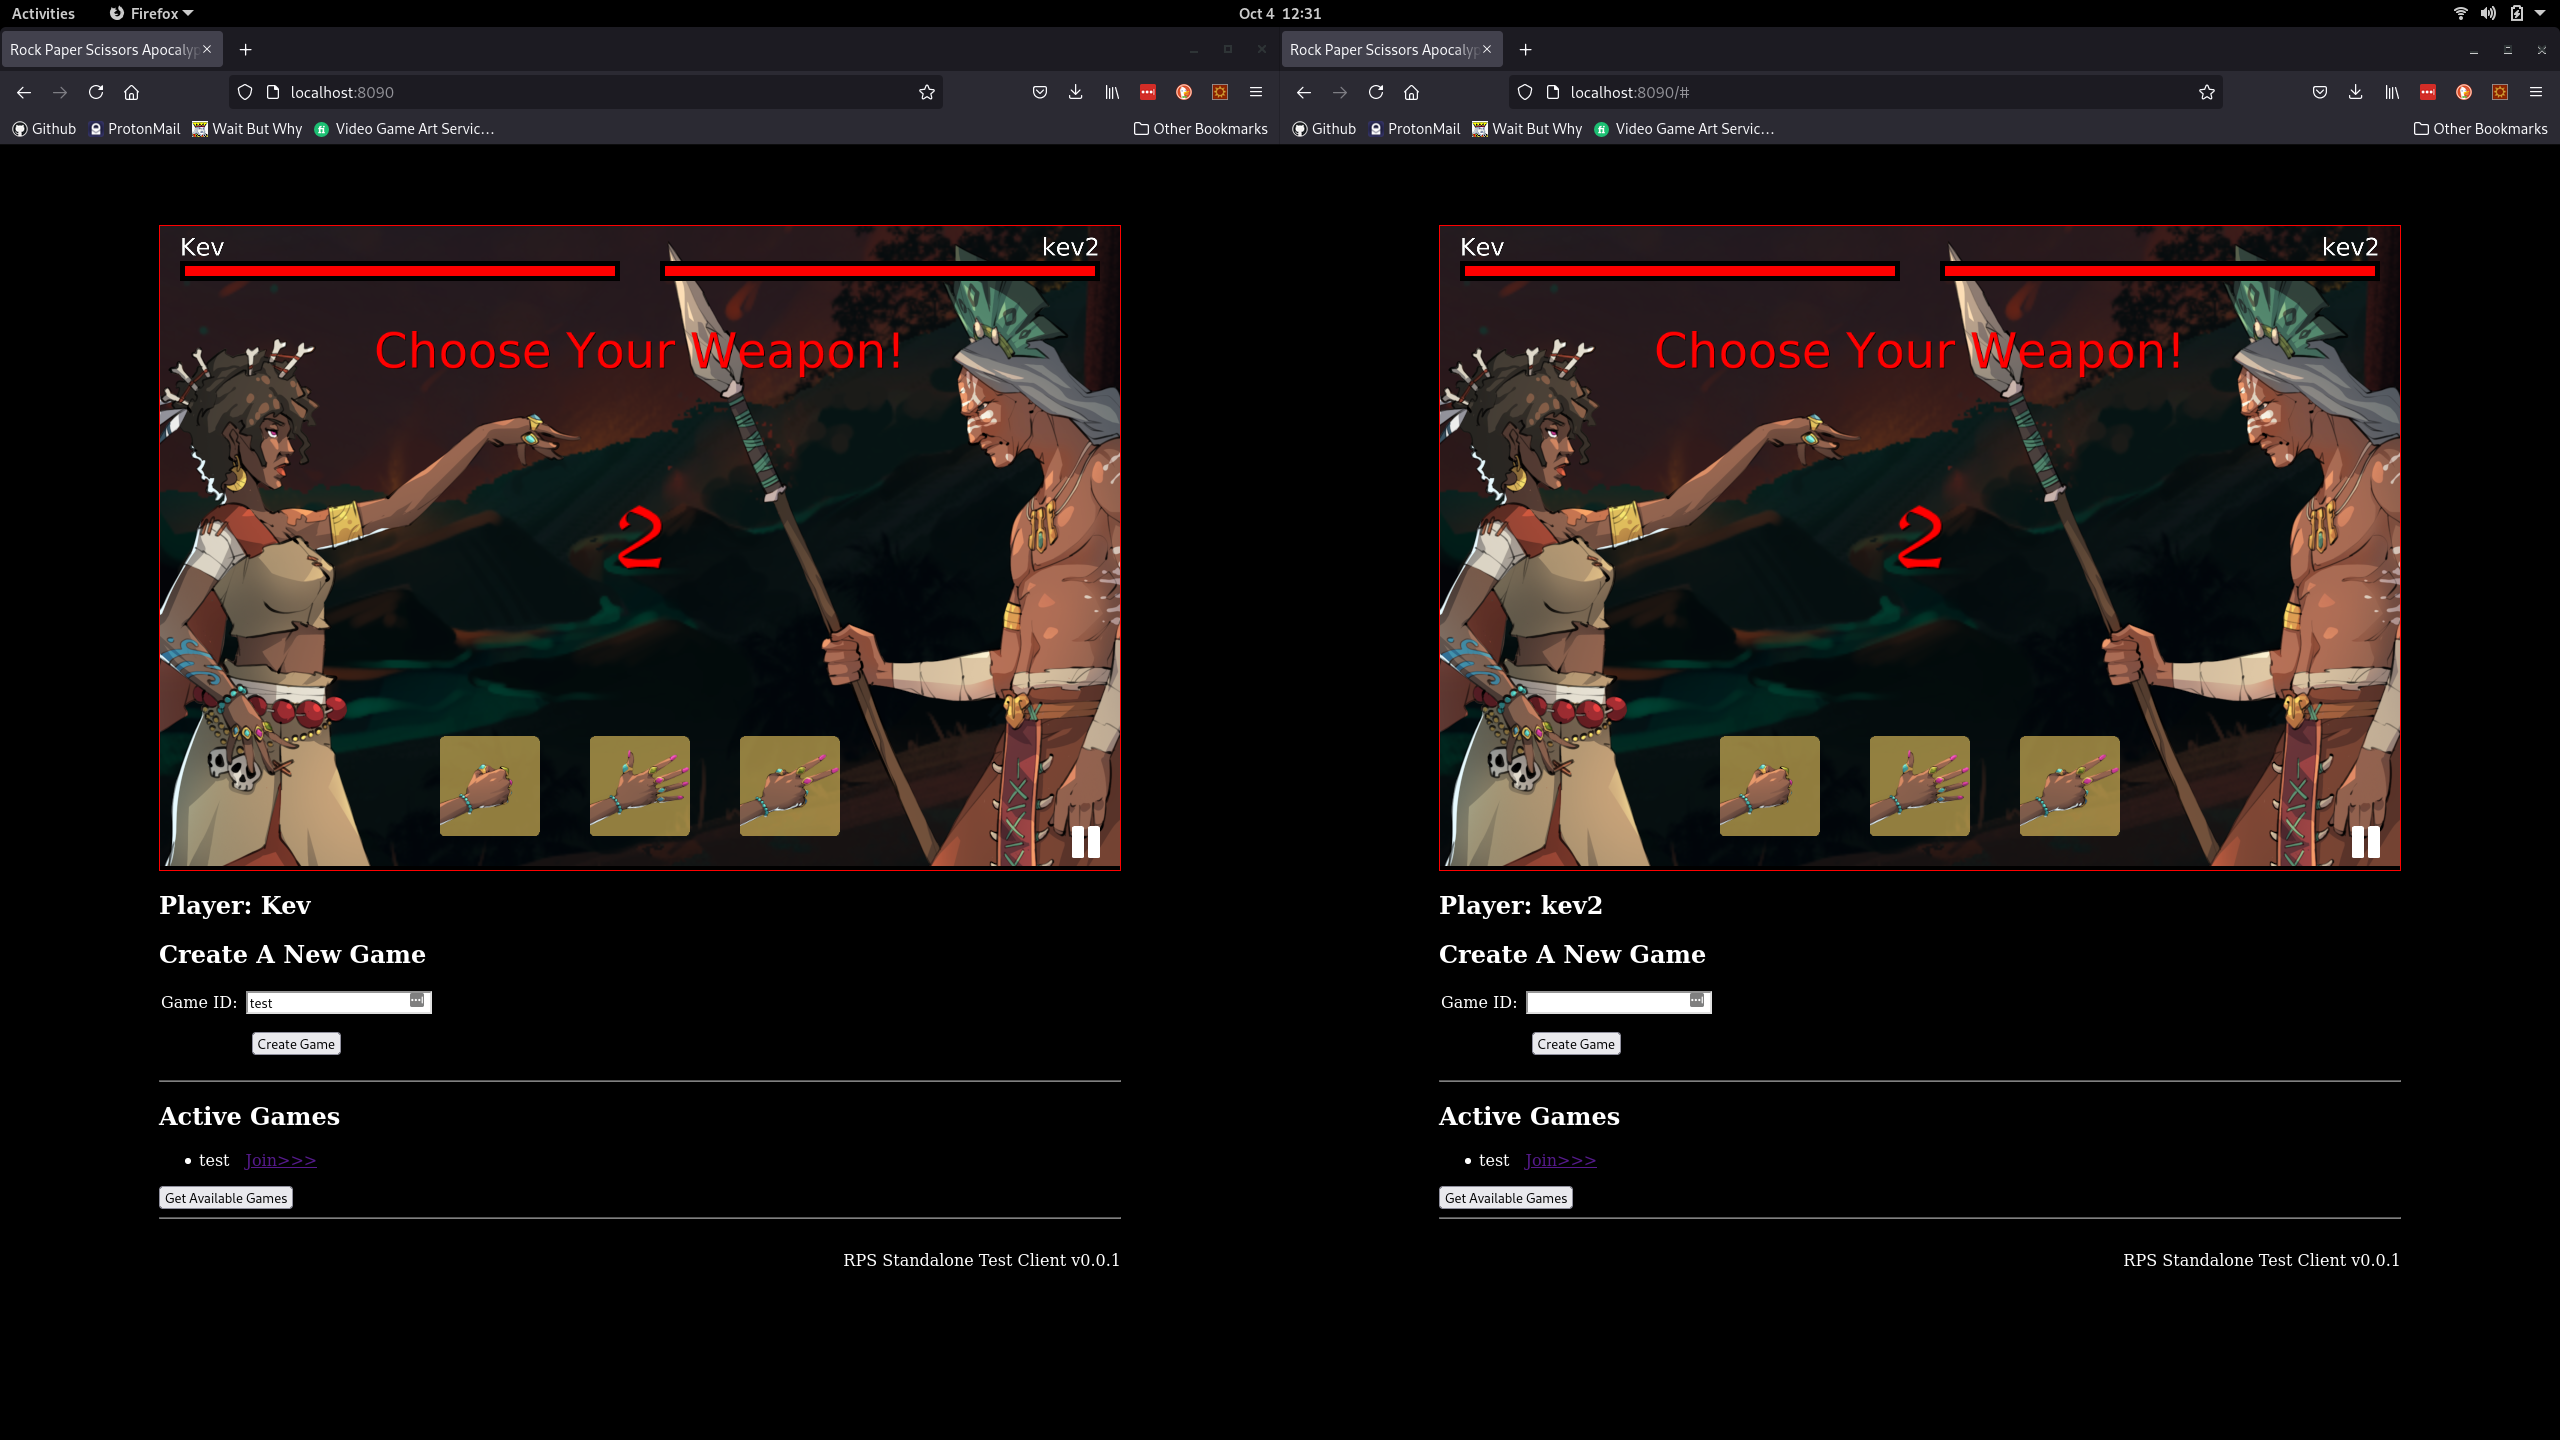 Activities Firefox Oct 4 12:31
Rock Paper Scissors Apocalyp
localhost:8090
Github ProtonMail Wait But Why Video Game Art Servic… Other Bookmarks
Kev kev2
Choose Your Weapon!
2
Player: Kev
Create A New Game
Game ID: test
Create Game
Active Games
test Join>>>
Get Available Games
RPS Standalone Test Client v0.0.1
Rock Paper Scissors Apocalyp
localhost:8090/#
Github ProtonMail Wait But Why Video Game Art Servic… Other Bookmarks
Kev kev2
Choose Your Weapon!
2
Player: kev2
Create A New Game
Game ID:
Create Game
Active Games
test Join>>>
Get Available Games
RPS Standalone Test Client v0.0.1